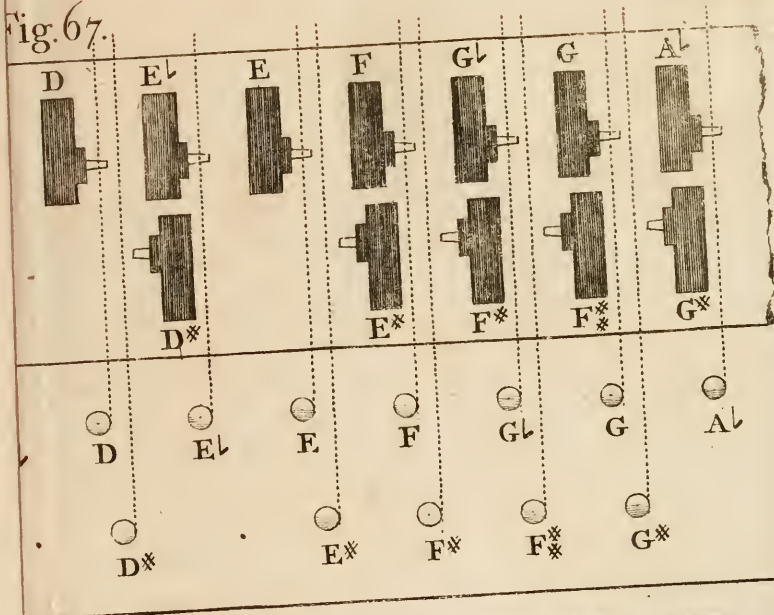 Fig. 67.
D E♭ E F G♭ G A♭
D※ E※ F※ F※※ G※
D E♭ E F G♭ G A♭
D※ E※ F※ F※※ G※